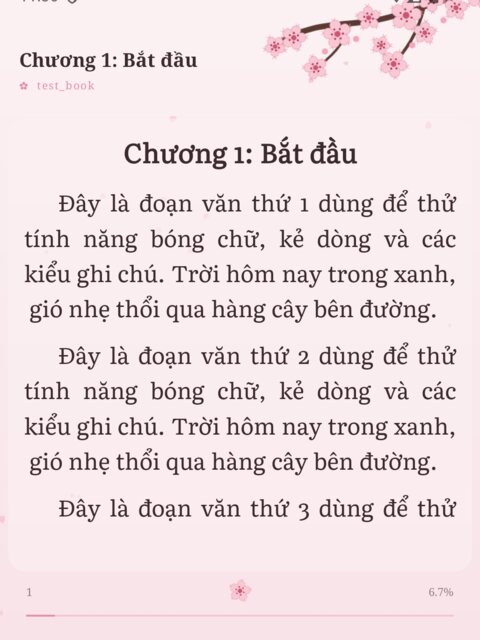 Chương 1: Bắt đầu
test_book
Chương 1: Bắt đầu
Đây là đoạn văn thứ 1 dùng để thử
tính năng bóng chữ, kẻ dòng và các
kiểu ghi chú. Trời hôm nay trong xanh,
gió nhẹ thổi qua hàng cây bên đường.
Đây là đoạn văn thứ 2 dùng để thử
tính năng bóng chữ, kẻ dòng và các
kiểu ghi chú. Trời hôm nay trong xanh,
gió nhẹ thổi qua hàng cây bên đường.
Đây là đoạn văn thứ 3 dùng để thử
1
6.7%